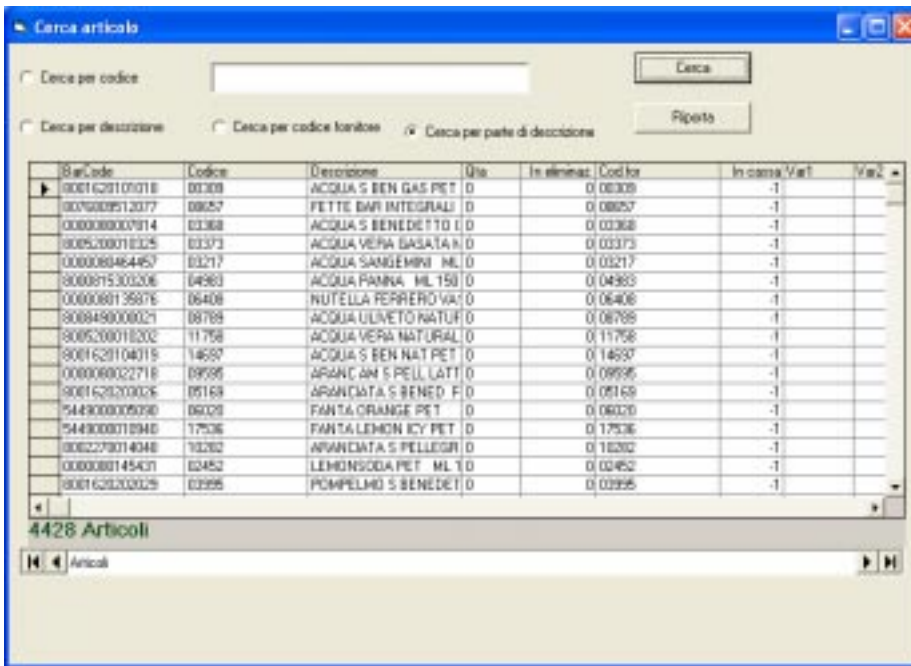 Cerca articolo
Cerca per codice Cerca
Cerca per descrizione Cerca per codice fornitore Cerca per parte di descrizione Riporta
BarCode Codice Descrizione Qta In eliminaz Cod.for In cassa Var1 Var2
8001620101018 00309 ACQUA S BEN GAS PET 0 0 00309 -1
0076009512077 08657 FETTE BAR INTEGRALI 0 0 08657 -1
0000080007814 03368 ACQUA S BENEDETTO 0 0 03368 -1
8005200010325 03373 ACQUA VERA GASATA N 0 0 03373 -1
0000080464457 03217 ACQUA SANGEMINI ML 0 0 03217 -1
8000815303206 04983 ACQUA PANNA ML 150 0 0 04983 -1
0000080135876 06408 NUTELLA FERRERO VA 0 0 06408 -1
8008490000021 08789 ACQUA ULIVETO NATUR 0 0 08789 -1
8005200010202 11758 ACQUA VERA NATURAL 0 0 11758 -1
8001620104019 14697 ACQUA S BEN NAT PET 0 0 14697 -1
0000080022718 09595 ARANC AM S PELL LATT 0 0 09595 -1
8001620203026 05169 ARANCIATA S BENED F 0 0 05169 -1
5449000005090 06020 FANTA ORANGE PET 0 0 06020 -1
5449000010940 17536 FANTA LEMON ICY PET 0 0 17536 -1
8002270014048 10282 ARANCIATA S PELLEGR 0 0 10282 -1
0000080145431 02452 LEMONSODA PET ML 1 0 0 02452 -1
8001620202029 03995 POMPELMO S BENEDET 0 0 03995 -1
4428 Articoli
Articoli